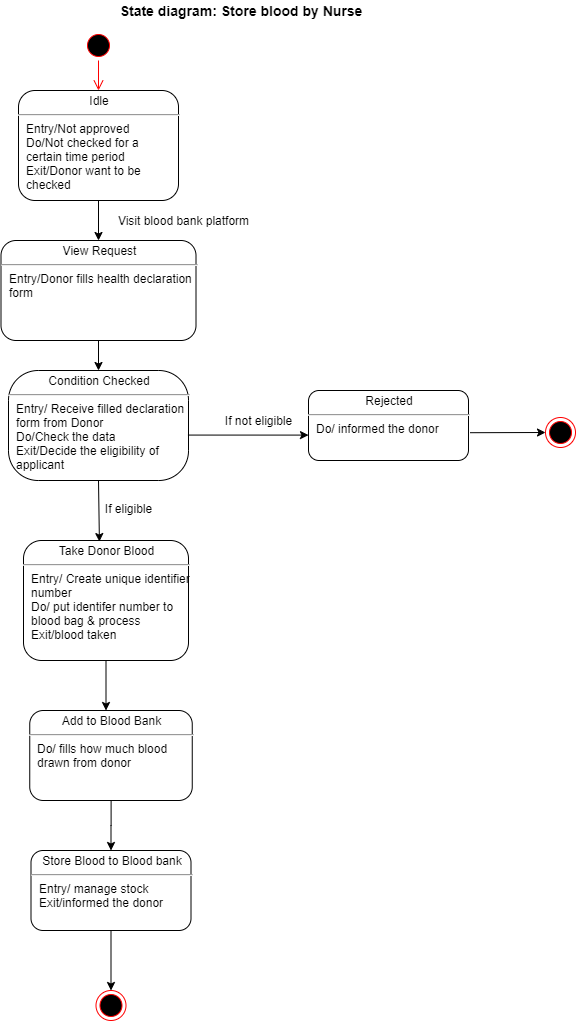 State diagram: Store blood by Nurse
Idle
Entry/Not approved
Do/Not checked for a
certain time period
Exit/Donor want to be
checked
Visit blood bank platform
View Request
Entry/Donor fills health declaration
form
Condition Checked
Entry/ Receive filled declaration
form from Donor
Do/Check the data
Exit/Decide the eligibility of
applicant
If not eligible
Rejected
Do/ informed the donor
If eligible
Take Donor Blood
Entry/ Create unique identifier
number
Do/ put identifer number to
blood bag & process
Exit/blood taken
Add to Blood Bank
Do/ fills how much blood
drawn from donor
Store Blood to Blood bank
Entry/ manage stock
Exit/informed the donor